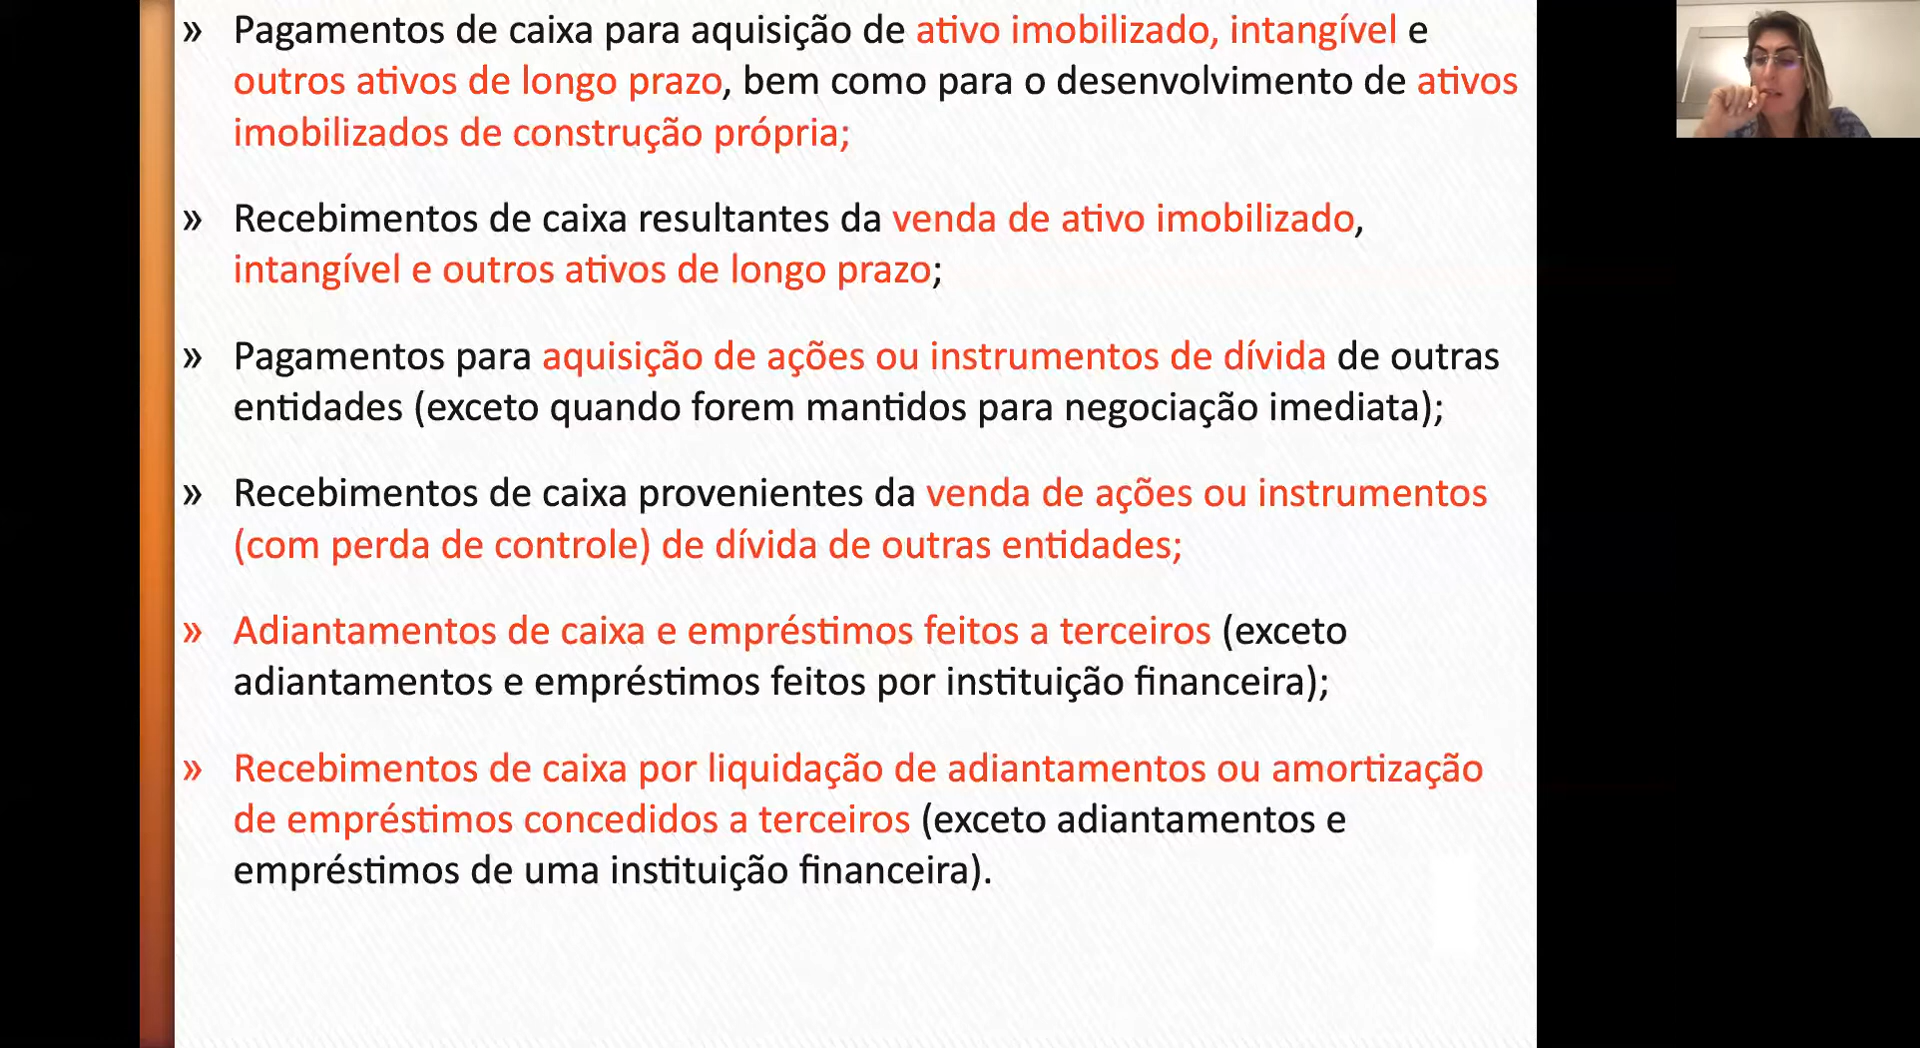 » Pagamentos de caixa para aquisição de ativo imobilizado, intangível e
outros ativos de longo prazo, bem como para o desenvolvimento de ativos
imobilizados de construção própria;
» Recebimentos de caixa resultantes da venda de ativo imobilizado,
intangível e outros ativos de longo prazo;
» Pagamentos para aquisição de ações ou instrumentos de dívida de outras
entidades (exceto quando forem mantidos para negociação imediata);
» Recebimentos de caixa provenientes da venda de ações ou instrumentos
(com perda de controle) de dívida de outras entidades;
» Adiantamentos de caixa e empréstimos feitos a terceiros (exceto
adiantamentos e empréstimos feitos por instituição financeira);
» Recebimentos de caixa por liquidação de adiantamentos ou amortização
de empréstimos concedidos a terceiros (exceto adiantamentos e
empréstimos de uma instituição financeira).